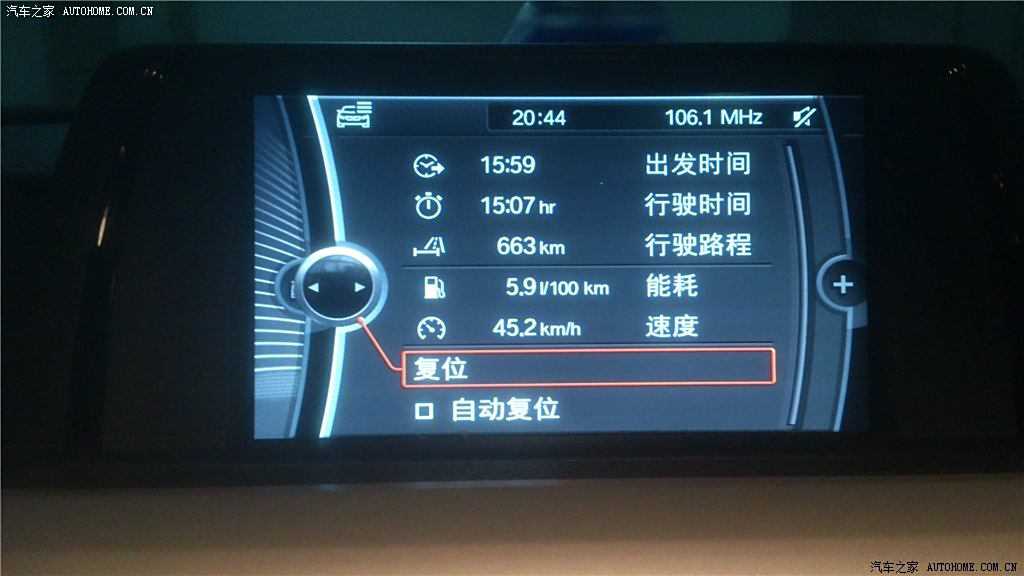 汽车之家 AUTOHOME.COM.CN
20:44 106.1 MHz
15:59 出发时间
15:07 hr 行驶时间
663 km 行驶路程
5.9 l/100 km 能耗
45.2 km/h 速度
复位
自动复位
汽车之家 AUTOHOME.COM.CN